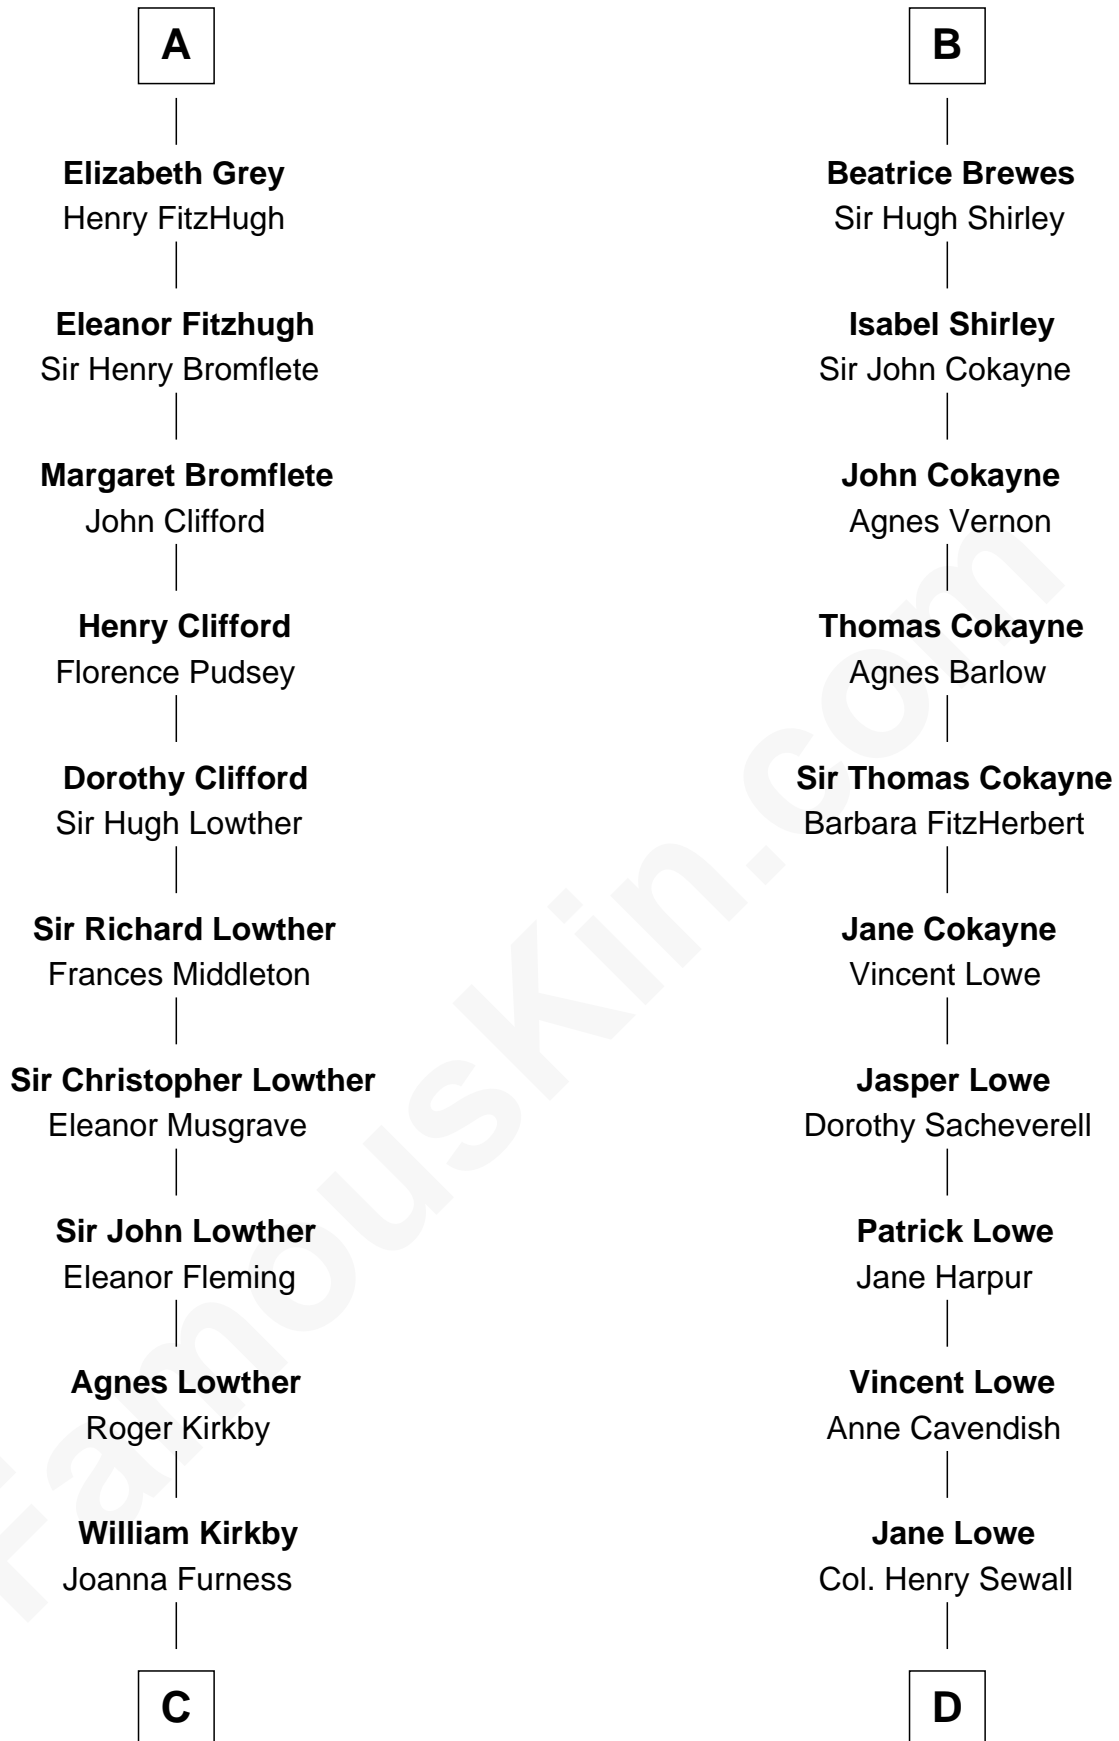 A
Elizabeth Grey
Henry FitzHugh
Eleanor Fitzhugh
Sir Henry Bromflete
Margaret Bromflete
John Clifford
Henry Clifford
Florence Pudsey
Dorothy Clifford
Sir Hugh Lowther
Sir Richard Lowther
Frances Middleton
Sir Christopher Lowther
Eleanor Musgrave
Sir John Lowther
Eleanor Fleming
Agnes Lowther
Roger Kirkby
William Kirkby
Joanna Furness
C
B
Beatrice Brewes
Sir Hugh Shirley
Isabel Shirley
Sir John Cokayne
John Cokayne
Agnes Vernon
Thomas Cokayne
Agnes Barlow
Sir Thomas Cokayne
Barbara FitzHerbert
Jane Cokayne
Vincent Lowe
Jasper Lowe
Dorothy Sacheverell
Patrick Lowe
Jane Harpur
Vincent Lowe
Anne Cavendish
Jane Lowe
Col. Henry Sewall
D
FamousKin.com